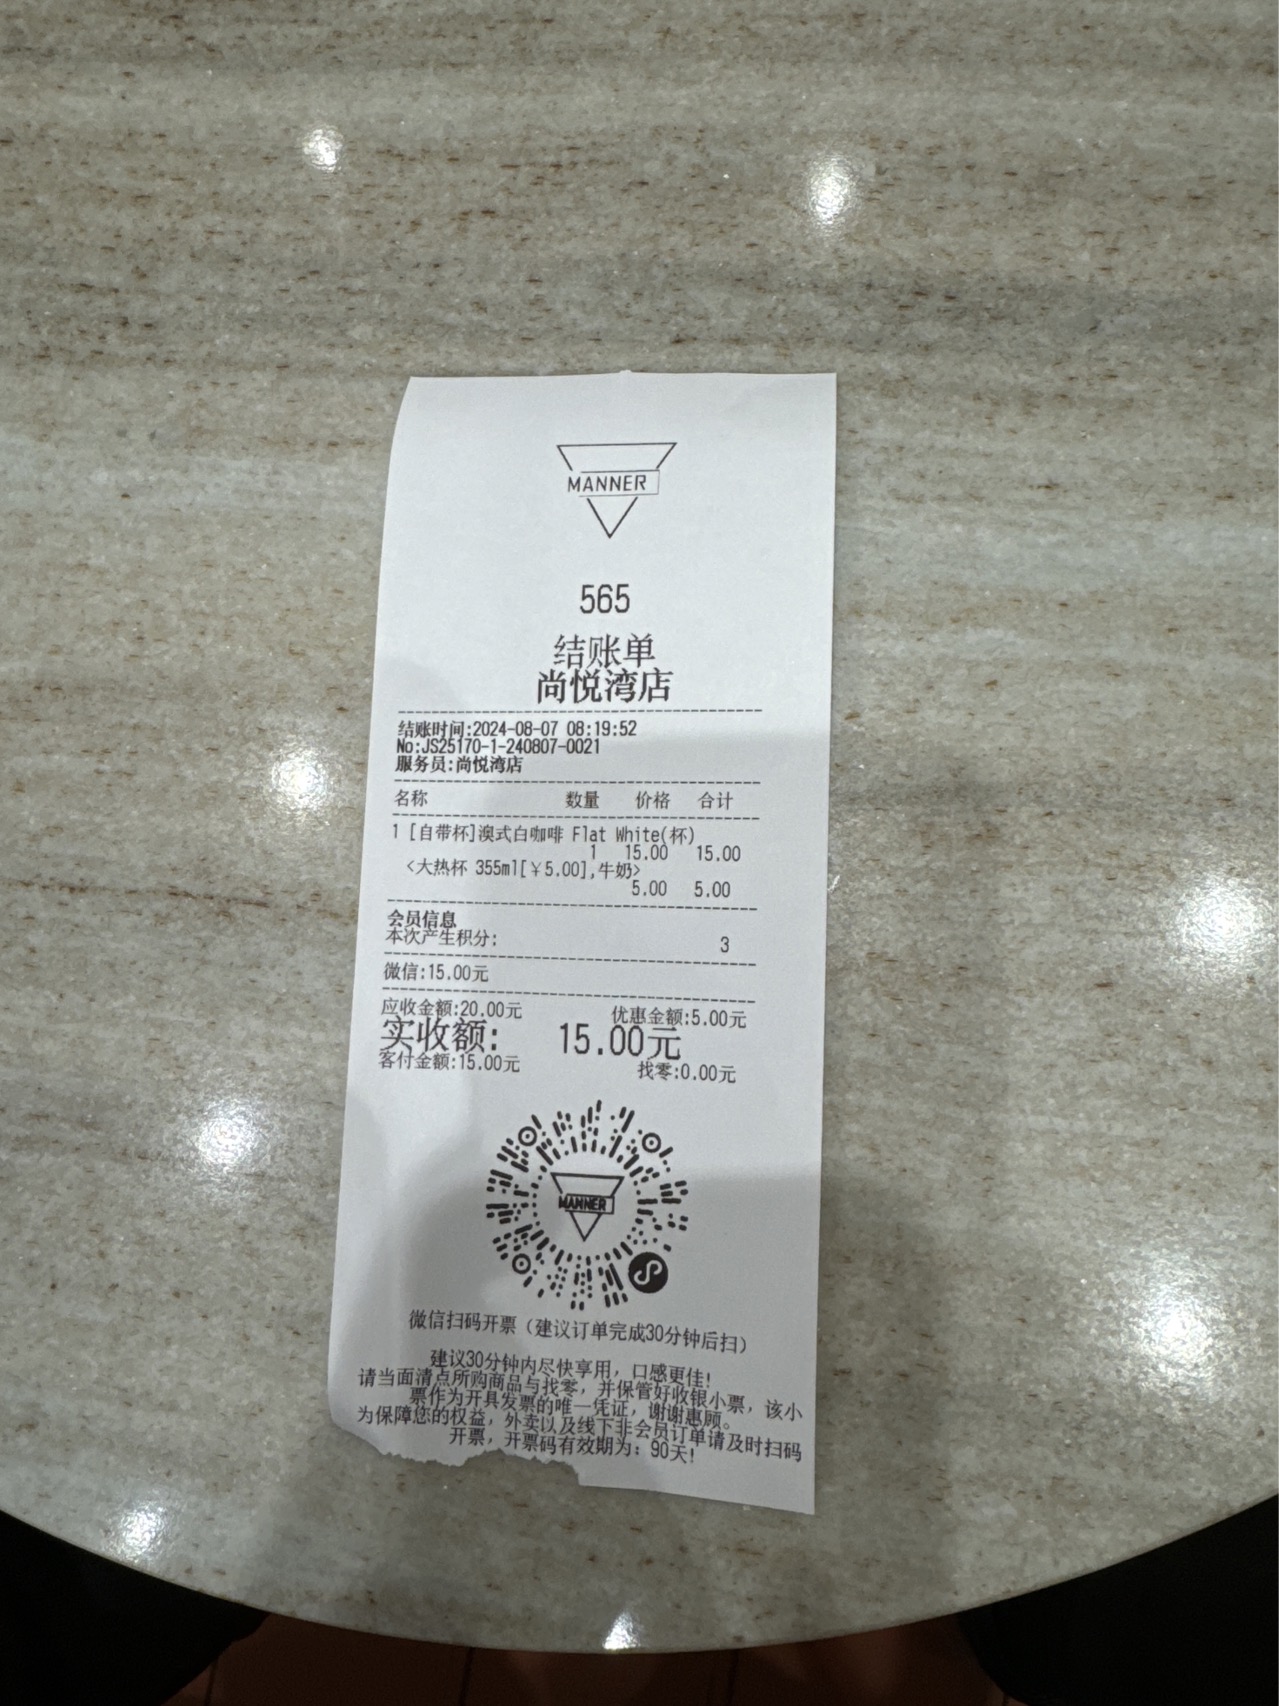 MANNER
565
结账单
尚悦湾店
结账时间:2024-08-07 08:19:52
No:JS25170-1-240807-0021
服务员:尚悦湾店
名称 数量 价格 合计
1 [自带杯]澳式白咖啡 Flat White(杯)
1 15.00 15.00
<大热杯 355ml[￥5.00],牛奶>
5.00 5.00
会员信息
本次产生积分: 3
微信:15.00元
应收金额:20.00元 优惠金额:5.00元
实收额: 15.00元
客付金额:15.00元 找零:0.00元
MANNER
微信扫码开票（建议订单完成30分钟后扫）
建议30分钟内尽快享用，口感更佳!
请当面清点所购商品与找零，并保管好收银小票，该小
票作为开具发票的唯一凭证，谢谢惠顾。
为保障您的权益，外卖以及线下非会员订单请及时扫码
开票，开票码有效期为：90天!